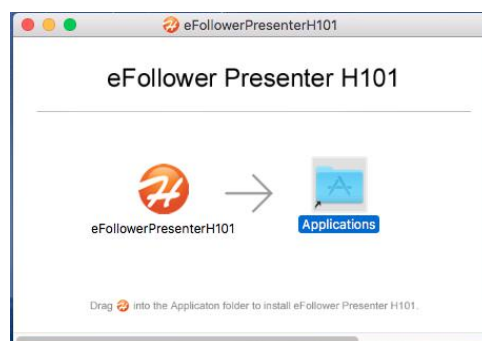 eFollowerPresenterH101
eFollower Presenter H101
eFollowerPresenterH101
Applications
Drag into the Applicaton folder to install eFollower Presenter H101.